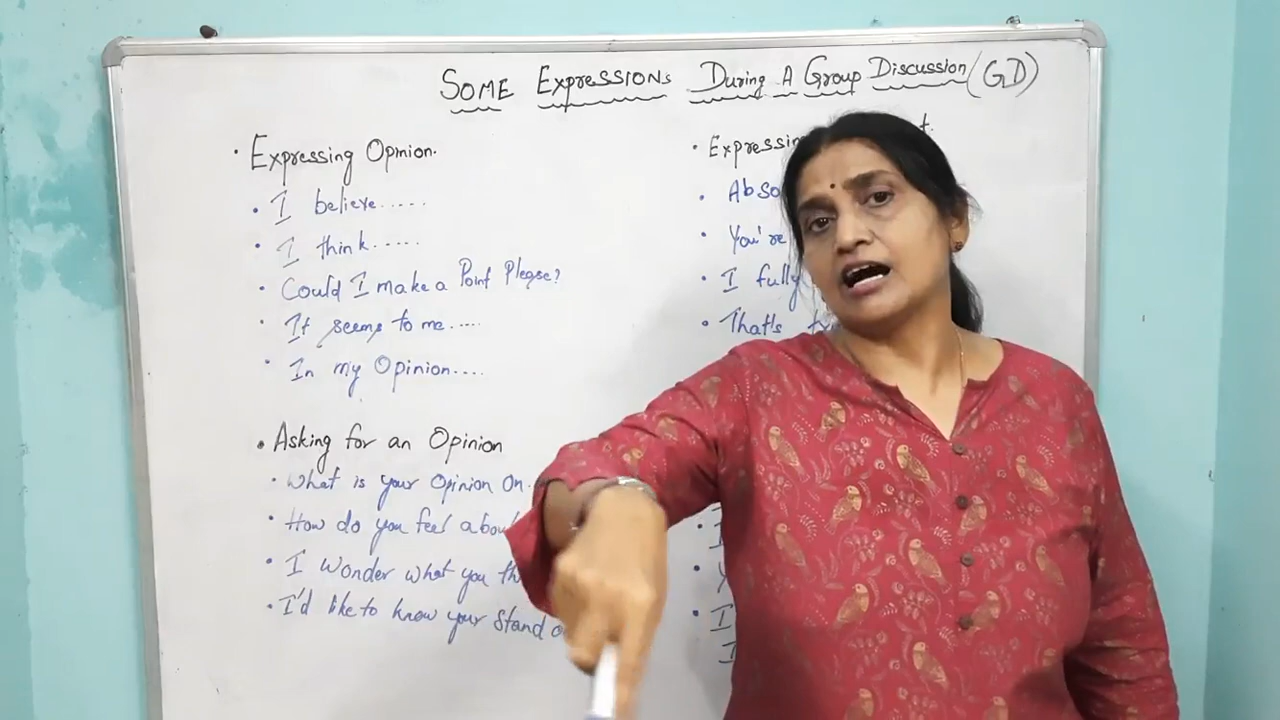 SOME Expressions During A Group Discussion (GD)
• Expressing Opinion.
• I believe.....
• I think.....
• Could I make a Point Please?
• It seems to me....
• In my Opinion....
• Asking for an Opinion
• What is your Opinion on.
• How do you feel about
• I wonder what you
• I'd like to know your stand
•
•
• You're
• I fully
• That's